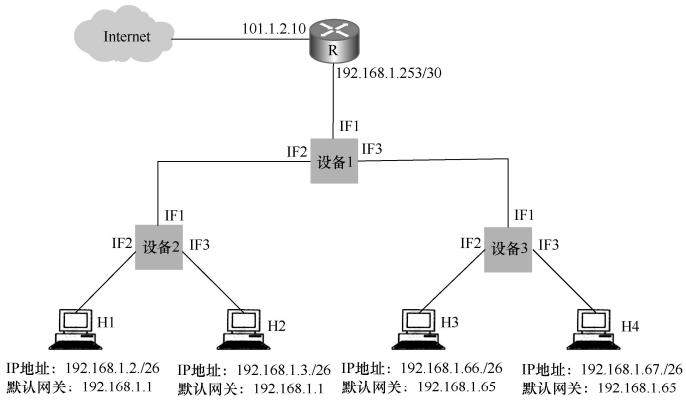 Internet
101.1.2.10
R
192.168.1.253/30
IF1
IF2
设备1
IF3
IF1
IF2
设备2
IF3
IF1
IF2
设备3
IF3
H1
H2
H3
H4
IP地址：192.168.1.2./26
默认网关：192.168.1.1
IP地址：192.168.1.3./26
默认网关：192.168.1.1
IP地址：192.168.1.66./26
默认网关：192.168.1.65
IP地址：192.168.1.67./26
默认网关：192.168.1.65